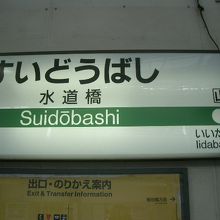 すいどうばし
水道橋
Suidōbashi
いいだ
Iidaba
出口・のりかえ案内
Exit & Transfer Information